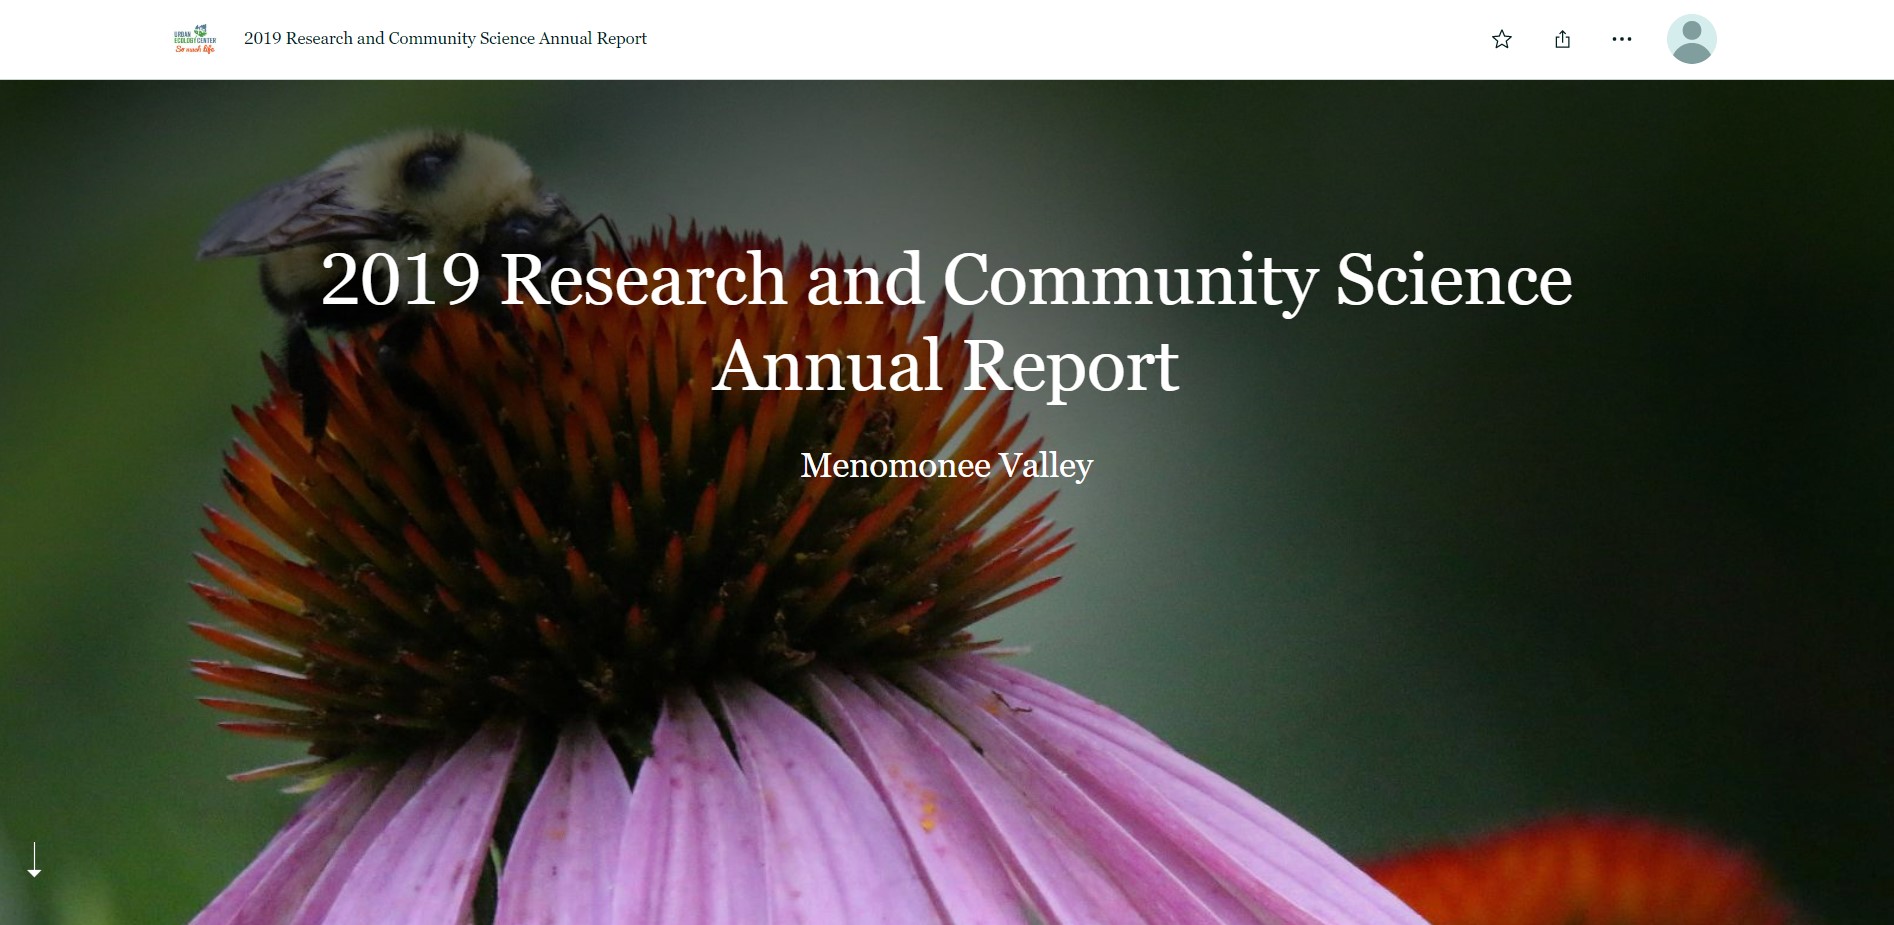 URBAN
ECOLOGY CENTER
So much life
2019 Research and Community Science Annual Report
2019 Research and Community Science
Annual Report
Menomonee Valley